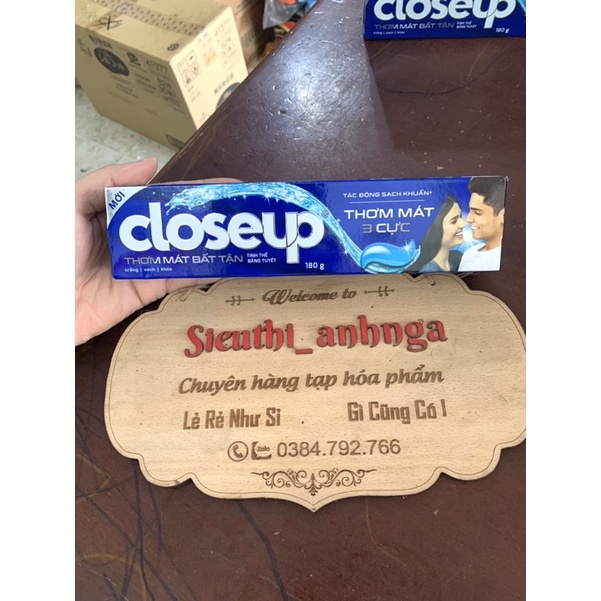 closeup
180 g
MỚI
closeup
THƠM MÁT BẤT TẬN
TINH THỂ
BĂNG TUYẾT
trắng | sạch | khỏe
180 g
TÁC ĐỘNG SẠCH KHUẨN*
THƠM MÁT
3 CỰC
Welcome to
Sieuthi_anhnga
Chuyên hàng tạp hóa phẩm
Lẻ Rẻ Như Sỉ
Gì Cũng Có !
Zalo 0384.792.766